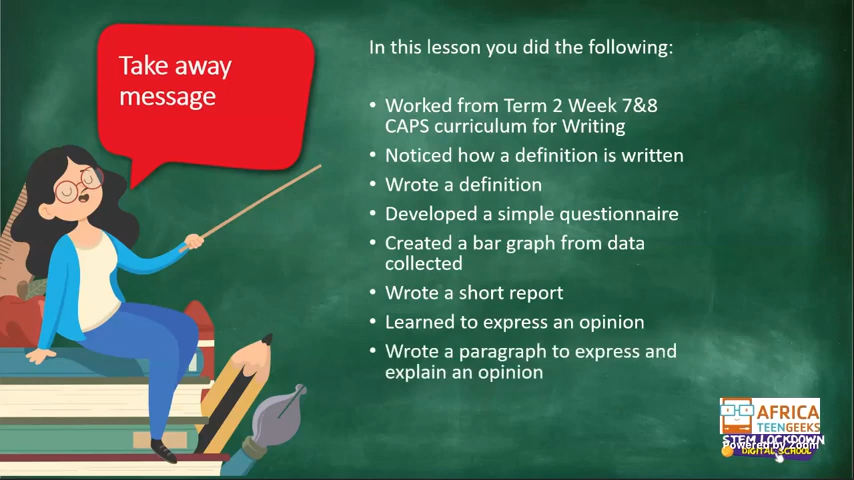 Take away
message
In this lesson you did the following:
• Worked from Term 2 Week 7&8
CAPS curriculum for Writing
• Noticed how a definition is written
• Wrote a definition
• Developed a simple questionnaire
• Created a bar graph from data
collected
• Wrote a short report
• Learned to express an opinion
• Wrote a paragraph to express and
explain an opinion
AFRICA
TEENGEEKS
STEM LOCKDOWN
Powered by Zoom
DIGITAL SCHOOL